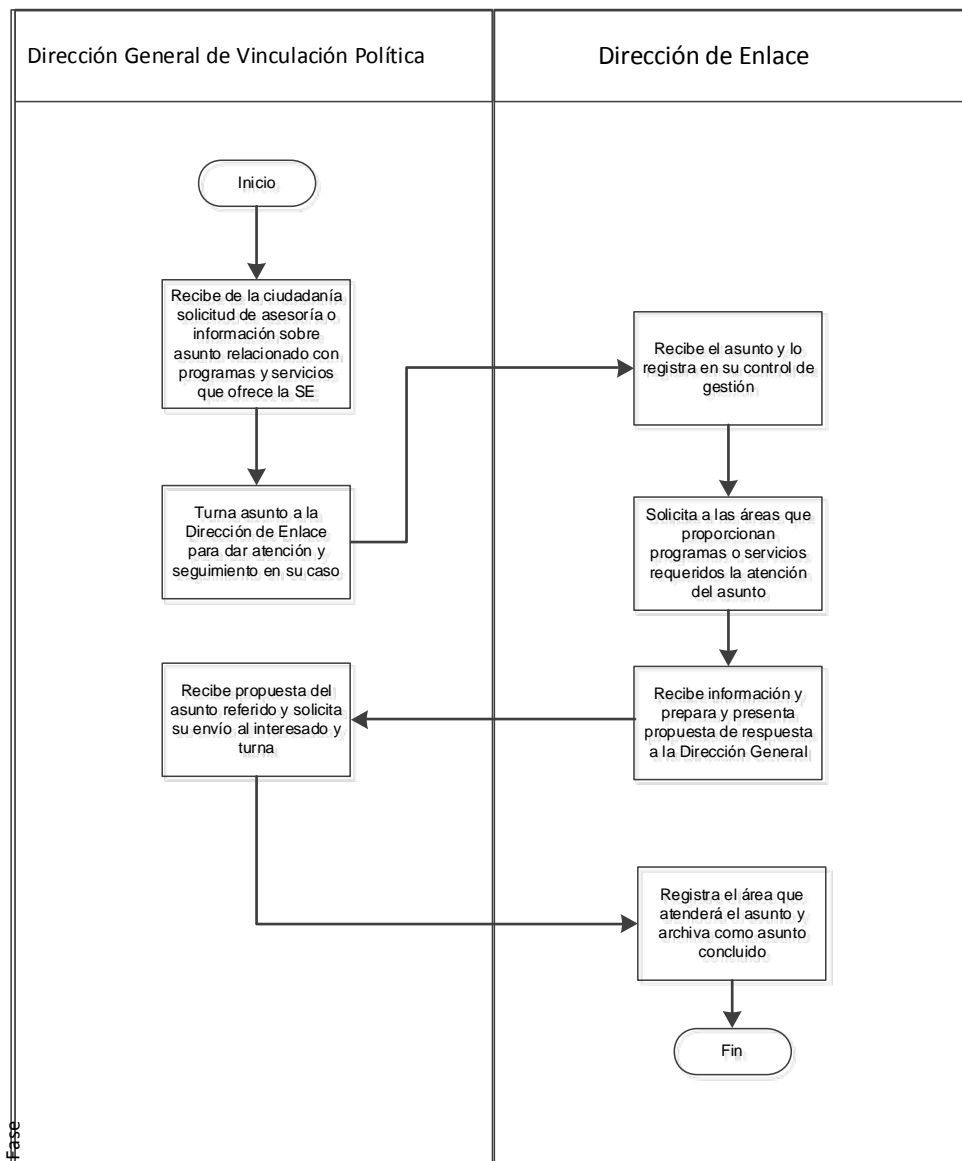 Dirección General de Vinculación Política
Dirección de Enlace
Inicio
Recibe de la ciudadanía
solicitud de asesoría o
información sobre
asunto relacionado con
programas y servicios
que ofrece la SE
Turna asunto a la
Dirección de Enlace
para dar atención y
seguimiento en su caso
Recibe el asunto y lo
registra en su control de
gestión
Solicita a las áreas que
proporcionan
programas o servicios
requeridos la atención
del asunto
Recibe información y
prepara y presenta
propuesta de respuesta
a la Dirección General
Recibe propuesta del
asunto referido y solicita
su envío al interesado y
turna
Registra el área que
atenderá el asunto y
archiva como asunto
concluido
Fin
Fase